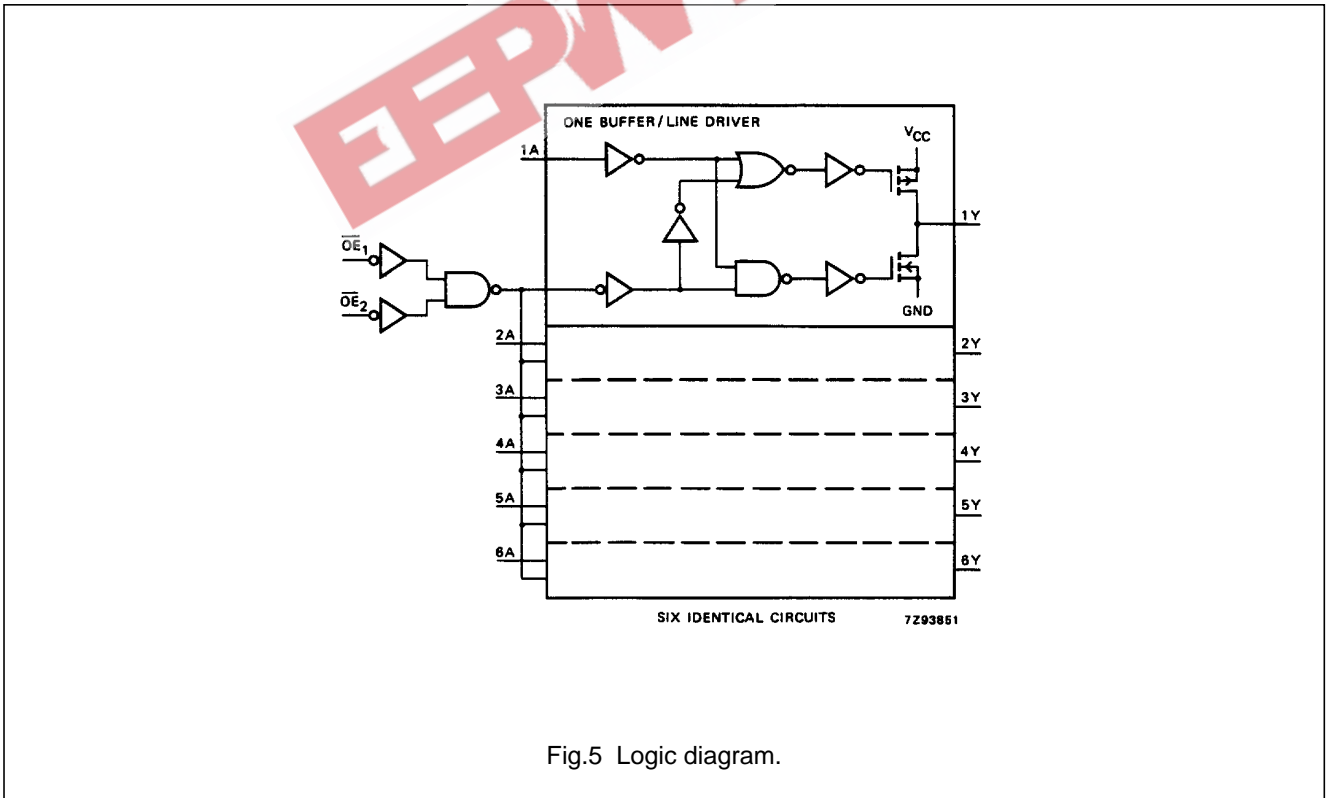 EEPW
ONE BUFFER/LINE DRIVER
VCC
1A
1Y
OE1
OE2
GND
2A
2Y
3A
3Y
4A
4Y
5A
5Y
6A
6Y
SIX IDENTICAL CIRCUITS
7Z93851
Fig.5 Logic diagram.